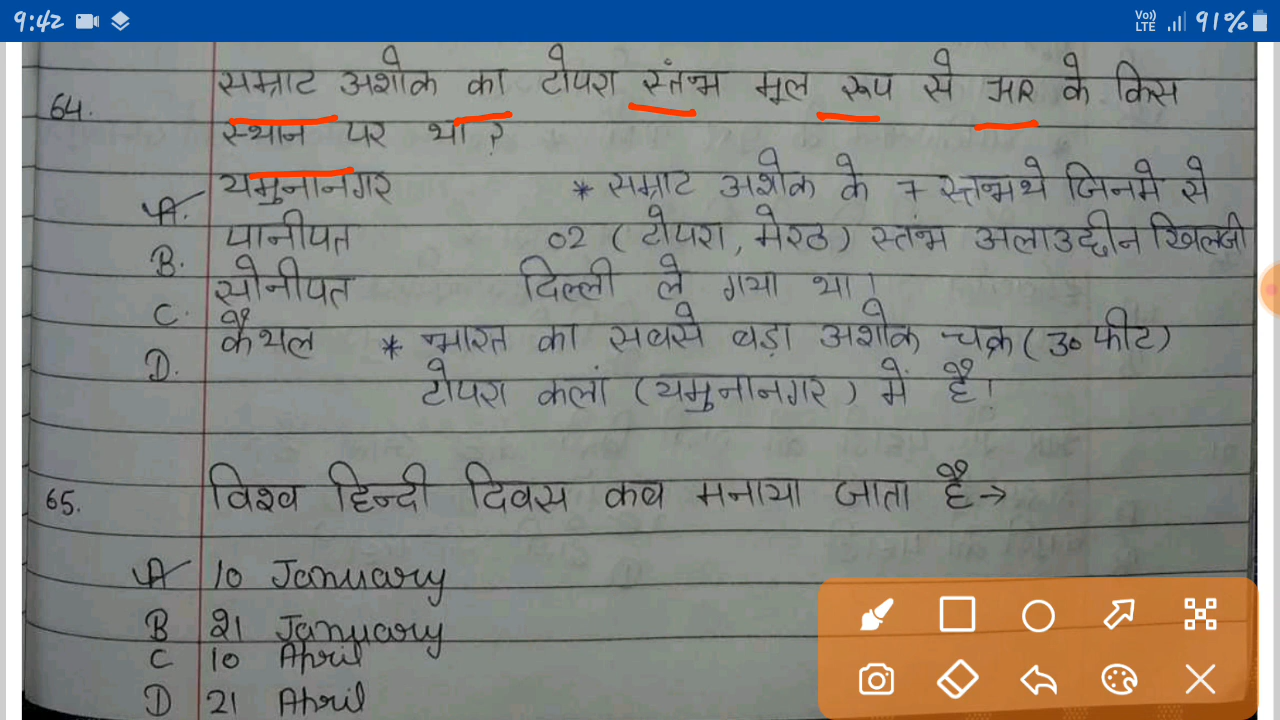 9:42
Vo)) LTE 91%
64. सम्राट अशोक का टोपरा स्तंभ मूल रूप से HR के किस
स्थान पर था?
A. यमुनानगर
* सम्राट अशोक के 7 स्तम्भ थे जिनमे से
B. पानीपत
02 (टोपरा, मेरठ) स्तंभ अलाउद्दीन खिलजी
C. सोनीपत
दिल्ली ले गया था।
D. कैथल
* भारत का सबसे बड़ा अशोक चक्र (30 फीट)
टोपरा कलां (यमुनानगर) में है।
65. विश्व हिन्दी दिवस कब मनाया जाता है →
A 10 January
B 21 January
C 10 April
D 21 April